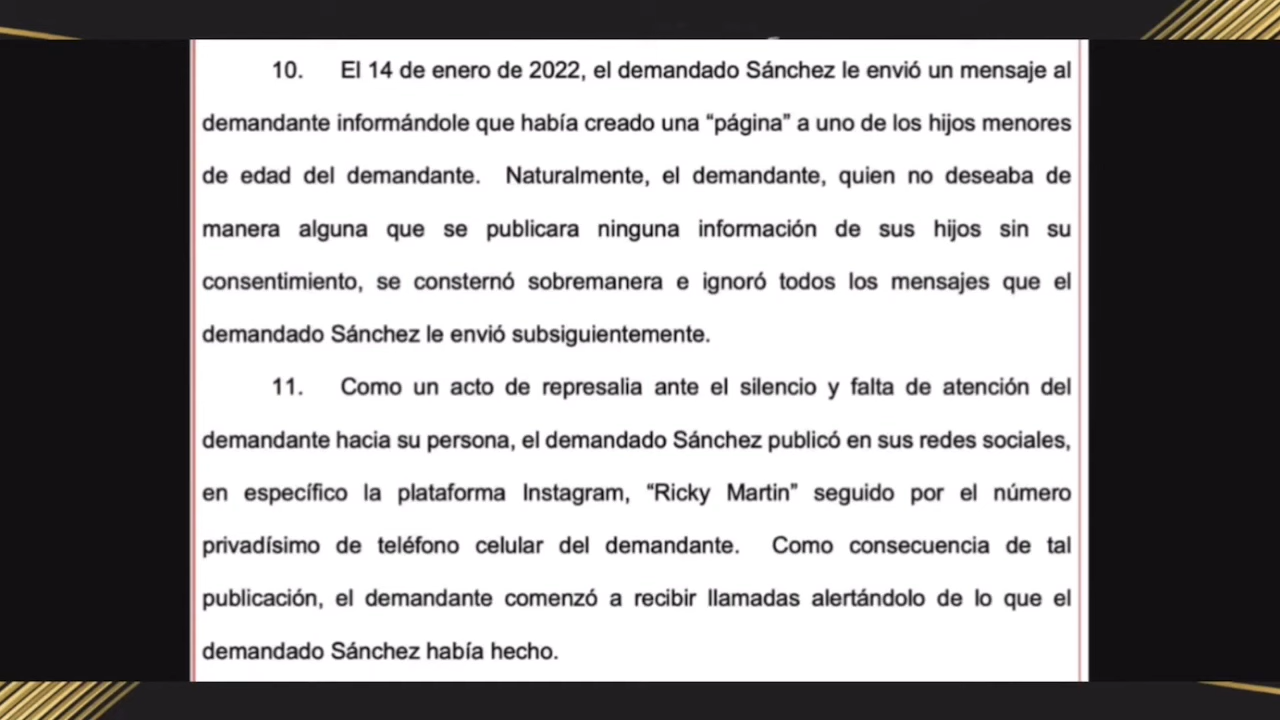 10. El 14 de enero de 2022, el demandado Sánchez le envió un mensaje al
demandante informándole que había creado una “página” a uno de los hijos menores
de edad del demandante. Naturalmente, el demandante, quien no deseaba de
manera alguna que se publicara ninguna información de sus hijos sin su
consentimiento, se consternó sobremanera e ignoró todos los mensajes que el
demandado Sánchez le envió subsiguientemente.
11. Como un acto de represalia ante el silencio y falta de atención del
demandante hacia su persona, el demandado Sánchez publicó en sus redes sociales,
en específico la plataforma Instagram, “Ricky Martin” seguido por el número
privadísimo de teléfono celular del demandante. Como consecuencia de tal
publicación, el demandante comenzó a recibir llamadas alertándolo de lo que el
demandado Sánchez había hecho.